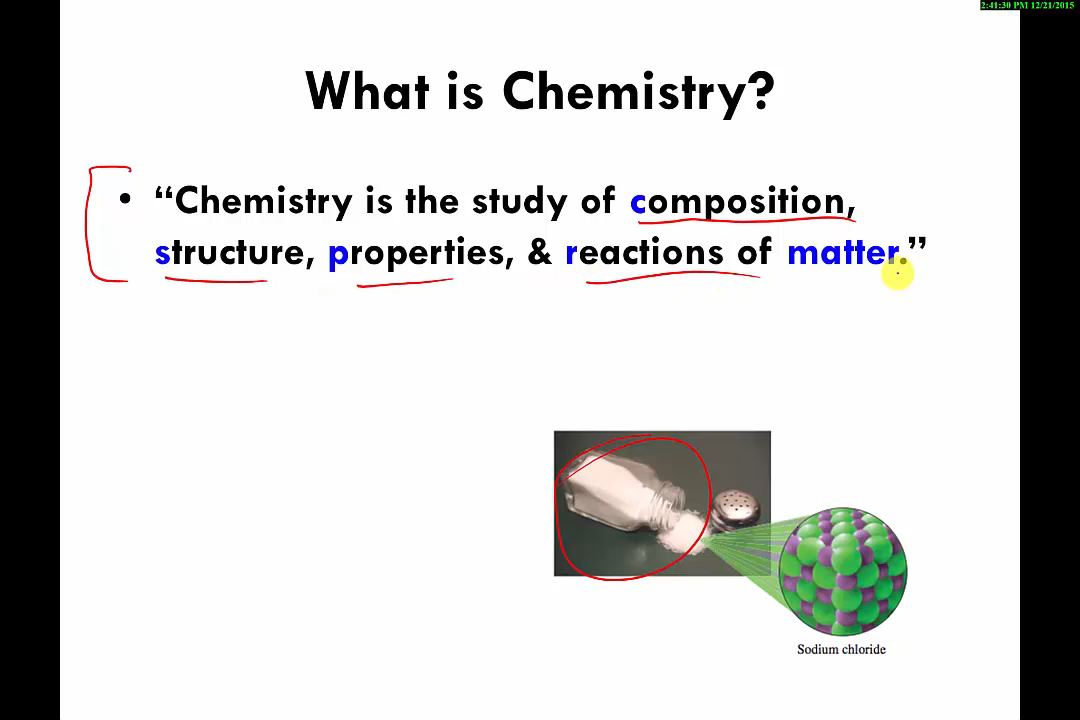 2:41:30 PM 12/21/2015
What is Chemistry?
• “Chemistry is the study of composition,
structure, properties, & reactions of matter.”
Sodium chloride